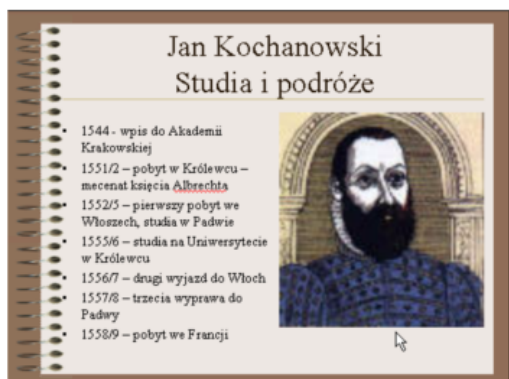 Jan Kochanowski
Studia i podróże
1544 - wpis do Akademii
Krakowskiej
1551/2 – pobyt w Królewcu –
mecenat księcia Albrechta
1552/5 – pierwszy pobyt we
Włoszech, studia w Padwie
1555/6 – studia na Uniwersytecie
w Królewcu
1556/7 – drugi wyjazd do Włoch
1557/8 – trzecia wyprawa do
Padwy
1558/9 – pobyt we Francji